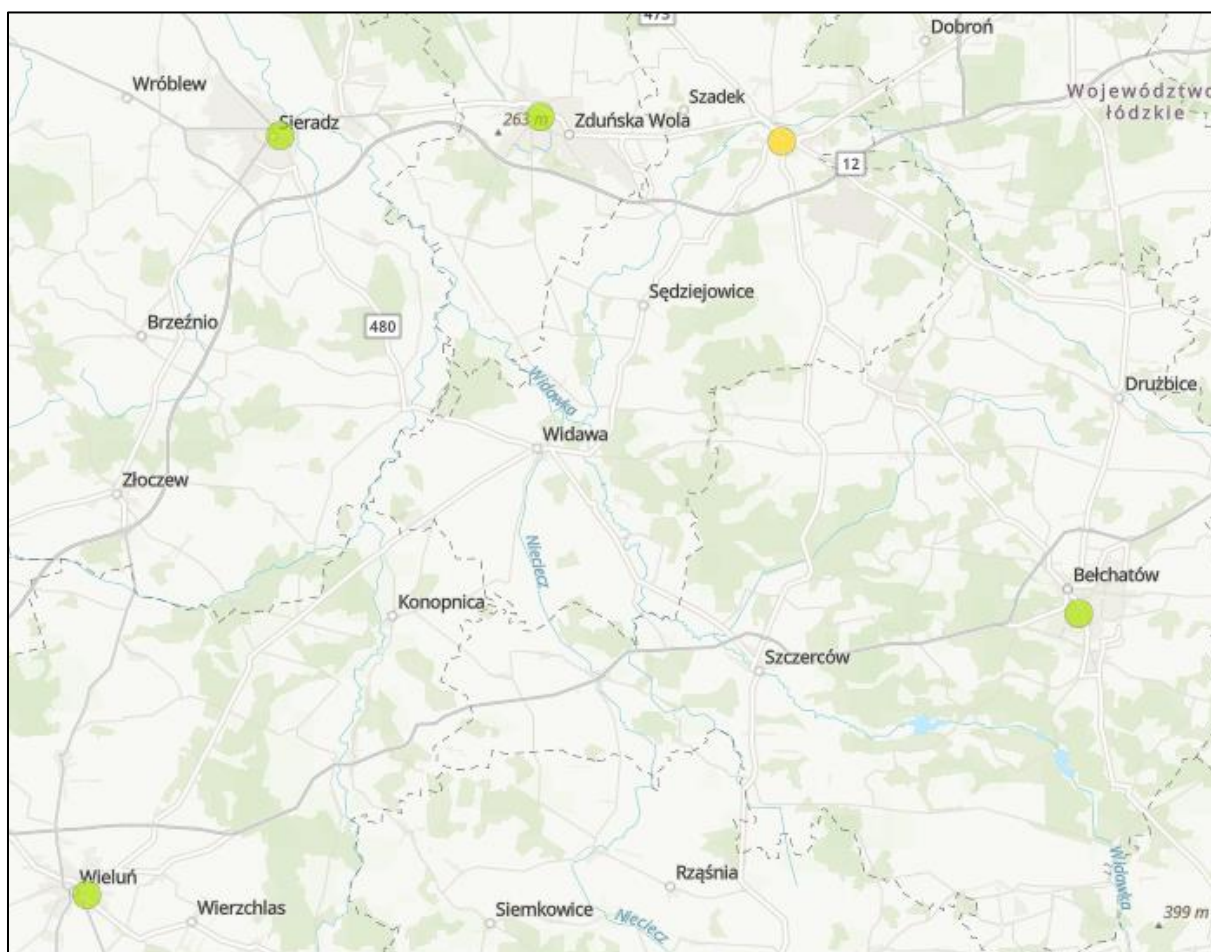 473
Dobroń
Wróblew
Szadek
Województwo
łódzkie
Sieradz
263 m
Zduńska Wola
12
Sędziejowice
Brzeźnio
480
Widawka
Drużbice
Widawa
Złoczew
Nieciecz
Bełchatów
Konopnica
Szczerców
Wieluń
Rząśnia
Widawka
Wierzchlas
Siemkowice
Nieciecz
399 m